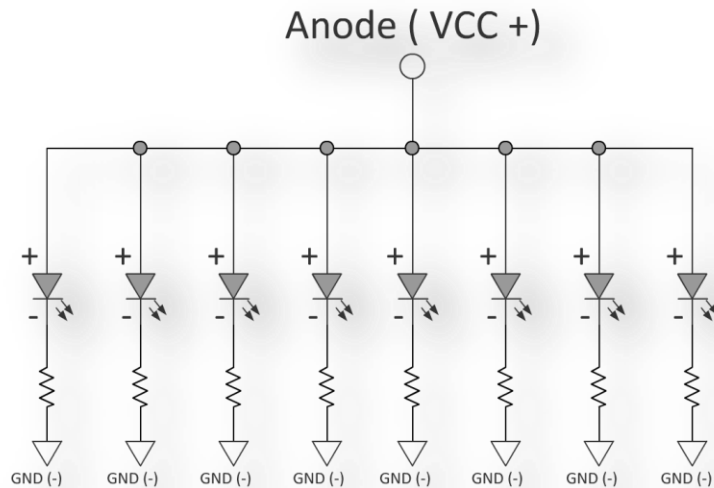 Anode ( VCC +)
+ + + + + + + +
- - - - - - - -
GND (-) GND (-) GND (-) GND (-) GND (-) GND (-) GND (-) GND (-)